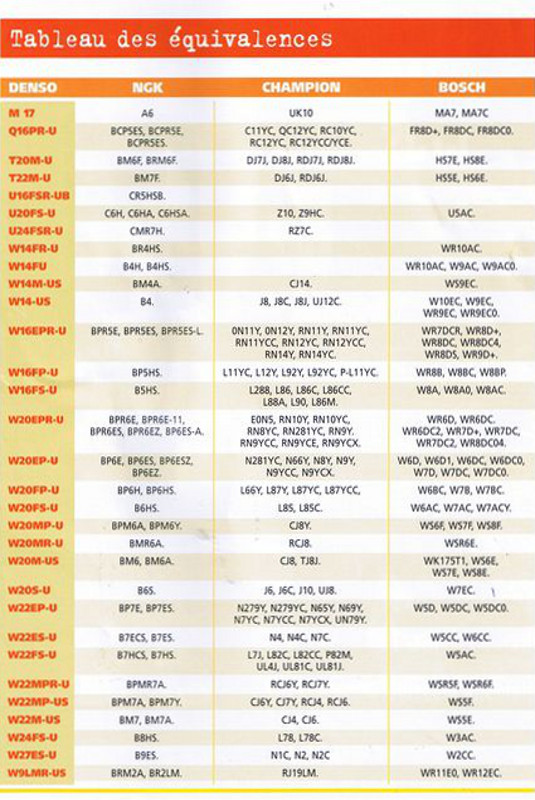 Tableau des équivalences
DENSO NGK CHAMPION BOSCH
M 17 A6 UK10 MA7, MA7C
Q16PR-U BCP5ES, BCPR5E, C11YC, QC12YC, RC10YC, FR8D+, FR8DC, FR8DC0.
BCPR5ES. RC12YC, RC12YCC/YCE.
T20M-U BM6F, BRM6F. DJ7J, DJ8J, RDJ7J, RDJ8J. HS7E, HS8E.
T22M-U BM7F. DJ6J, RDJ6J. HS5E, HS6E.
U16FSR-UB CR5HSB.
U20FS-U C6H, C6HA, C6HSA. Z10, Z9HC. U5AC.
U24FSR-U CMR7H. RZ7C.
W14FR-U BR4HS. WR10AC.
W14FU B4H, B4HS. WR10AC, W9AC, W9AC0.
W14M-US BM4A. CJ14. WS9EC.
W14-US B4. J8, J8C, J8J, UJ12C. W10EC, W9EC,
WR9EC, WR9EC0.
W16EPR-U BPR5E, BPR5ES, BPR5ES-L. 0N11Y, 0N12Y, RN11Y, RN11YC, WR7DCR, WR8D+,
RN11YCC, RN12YC, RN12YCC, WR8DC, WR8DC4,
RN14Y, RN14YC. WR8DS, WR9D+.
W16FP-U BP5HS. L11YC, L12Y, L92Y, L92YC, P-L11YC. WR8B, W8BC, W8BP.
W16FS-U B5HS. L288, L86, L86C, L86CC, W8A, W8A0, W8AC.
L88A, L90, L86M.
W20EPR-U BPR6E, BPR6E-11, E0N5, RN10Y, RN10YC, WR6D, WR6DC.
BPR6ES, BPR6EZ, BP6ES-A. RN8YC, RN281YC, RN9Y. WR6DC2, WR7D+, WR7DC,
RN9YCC, RN9YCE, RN9YCX. WR7DC2, WR8DC04.
W20EP-U BP6E, BP6ES, BP6ESZ, N281YC, N66Y, N8Y, N9Y, W6D, W6D1, W6DC, W6DC0,
BP6EZ. N9YCC, N9YCX. W7D, W7DC, W7DC0.
W20FP-U BP6H, BP6HS. L66Y, L87Y, L87YC, L87YCC, W6BC, W7B, W7BC.
W20FS-U B6HS. L85, L85C. W6AC, W7AC, W7ACY.
W20MP-U BPM6A, BPM6Y. CJ8Y. WS6F, WS7F, WS8F.
W20MR-U BMR6A. RCJ8. WSR6E.
W20M-US BM6, BM6A. CJ8, TJ8J. WK175T1, WS6E,
WS7E, WS8E.
W20S-U B6S. J6, J6C, J10, UJ8. W7EC.
W22EP-U BP7E, BP7ES. N279Y, N279YC, N65Y, N69Y, W5D, W5DC, W5DC0.
N7YC, N7YCC, N7YCX, UN79Y.
W22ES-U B7ECS, B7ES. N4, N4C, N7C. W5CC, W6CC.
W22FS-U B7HCS, B7HS. L7J, L82C, L82CC, P82M, W5AC.
UL4J, UL81C, UL81J.
W22MPR-U BPMR7A. RCJ6Y, RCJ7Y. WSR5F, WSR6F.
W22MP-US BPM7A, BPM7Y. CJ6Y, CJ7Y, RCJ4, RCJ6. WS5F.
W22M-US BM7, BM7A. CJ4, CJ6. WS5E.
W24FS-U B8HS. L78, L78C. W3AC.
W27ES-U B9ES. N1C, N2, N2C W2CC.
W9LMR-US BRM2A, BR2LM. RJ19LM. WR11E0, WR12EC.